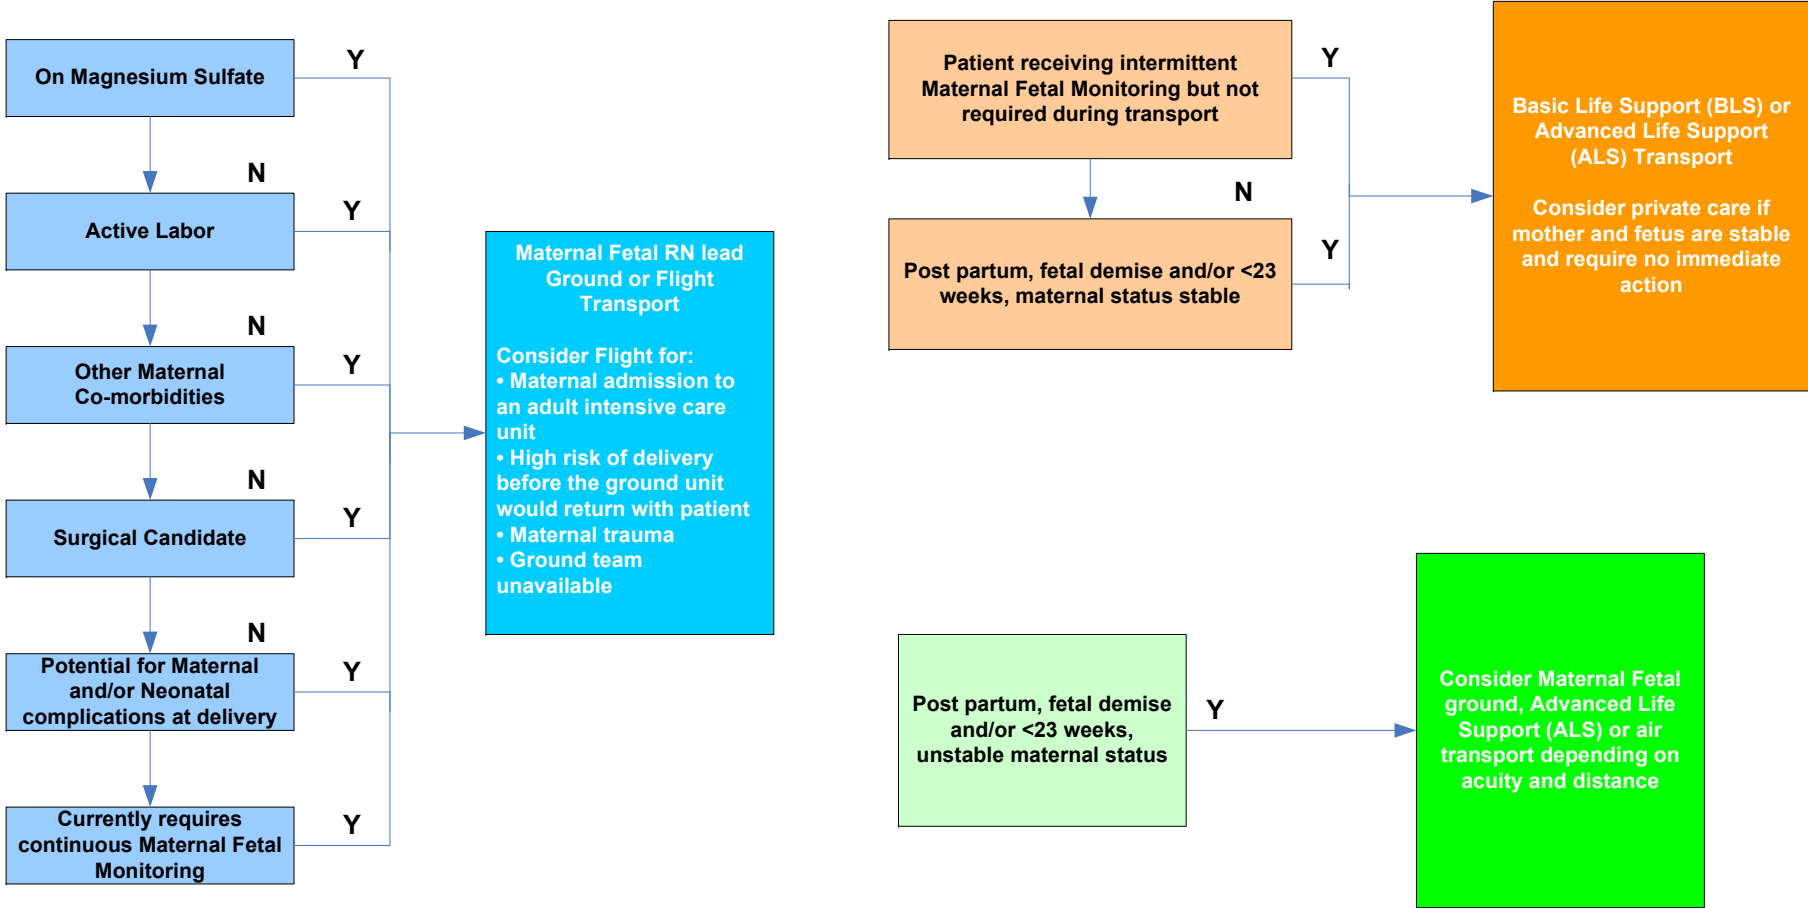 On Magnesium Sulfate
Y
N
Active Labor
Y
N
Other Maternal
Co-morbidities
Y
N
Surgical Candidate
Y
N
Potential for Maternal
and/or Neonatal
complications at delivery
Y
Currently requires
continuous Maternal Fetal
Monitoring
Y
Maternal Fetal RN lead
Ground or Flight
Transport
Consider Flight for:
• Maternal admission to
an adult intensive care
unit
• High risk of delivery
before the ground unit
would return with patient
• Maternal trauma
• Ground team
unavailable
Patient receiving intermittent
Maternal Fetal Monitoring but not
required during transport
Y
N
Post partum, fetal demise and/or <23
weeks, maternal status stable
Y
Basic Life Support (BLS) or
Advanced Life Support
(ALS) Transport
Consider private care if
mother and fetus are stable
and require no immediate
action
Post partum, fetal demise
and/or <23 weeks,
unstable maternal status
Y
Consider Maternal Fetal
ground, Advanced Life
Support (ALS) or air
transport depending on
acuity and distance